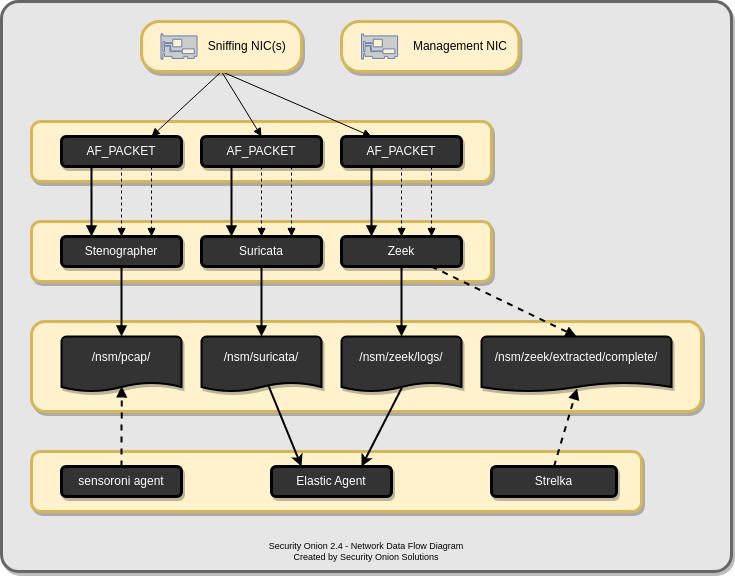 Sniffing NIC(s)
Management NIC
AF_PACKET
AF_PACKET
AF_PACKET
Stenographer
Suricata
Zeek
/nsm/pcap/
/nsm/suricata/
/nsm/zeek/logs/
/nsm/zeek/extracted/complete/
sensoroni agent
Elastic Agent
Strelka
Security Onion 2.4 - Network Data Flow Diagram
Created by Security Onion Solutions